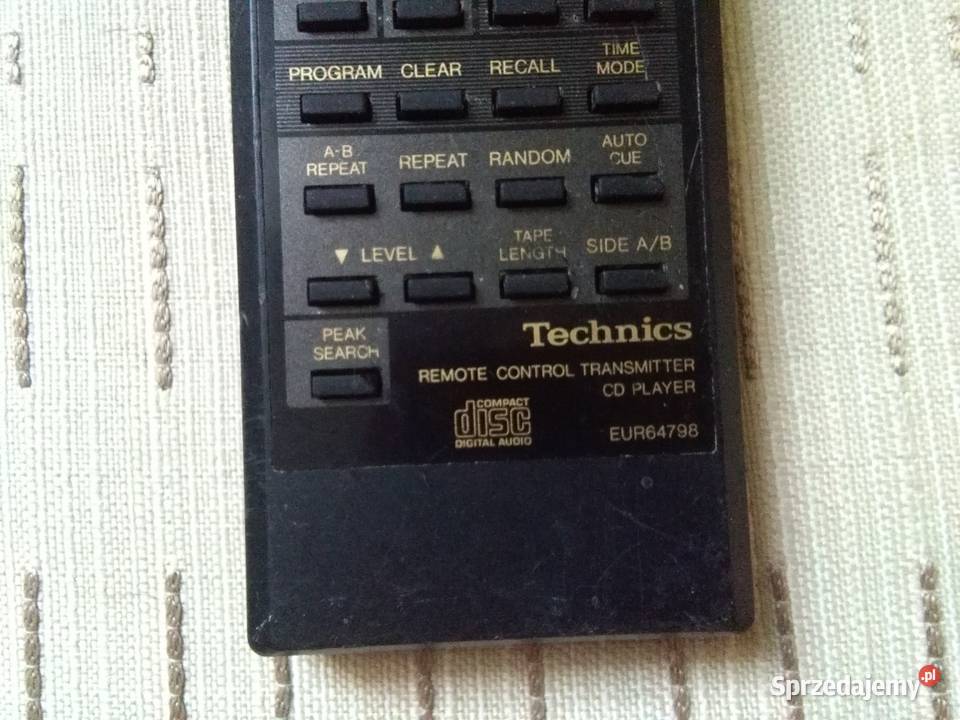 PROGRAM CLEAR RECALL TIME MODE
A-B REPEAT REPEAT RANDOM AUTO CUE
▼ LEVEL ▲ TAPE LENGTH SIDE A/B
PEAK SEARCH
Technics
REMOTE CONTROL TRANSMITTER
CD PLAYER
COMPACT
disc
DIGITAL AUDIO
EUR64798
Sprzedajemy.pl